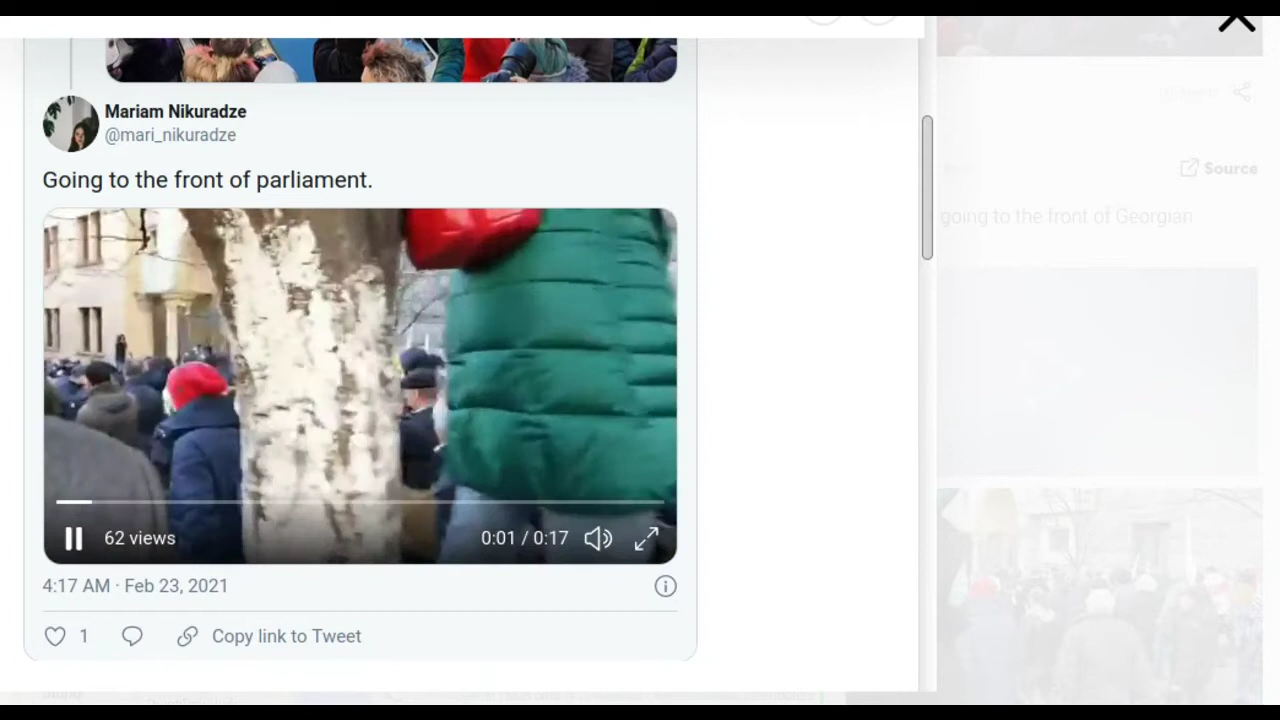 Mariam Nikuradze
@mari_nikuradze
Source
Going to the front of parliament.
going to the front of Georgian
62 views
0:01 / 0:17
4:17 AM · Feb 23, 2021
1
Copy link to Tweet